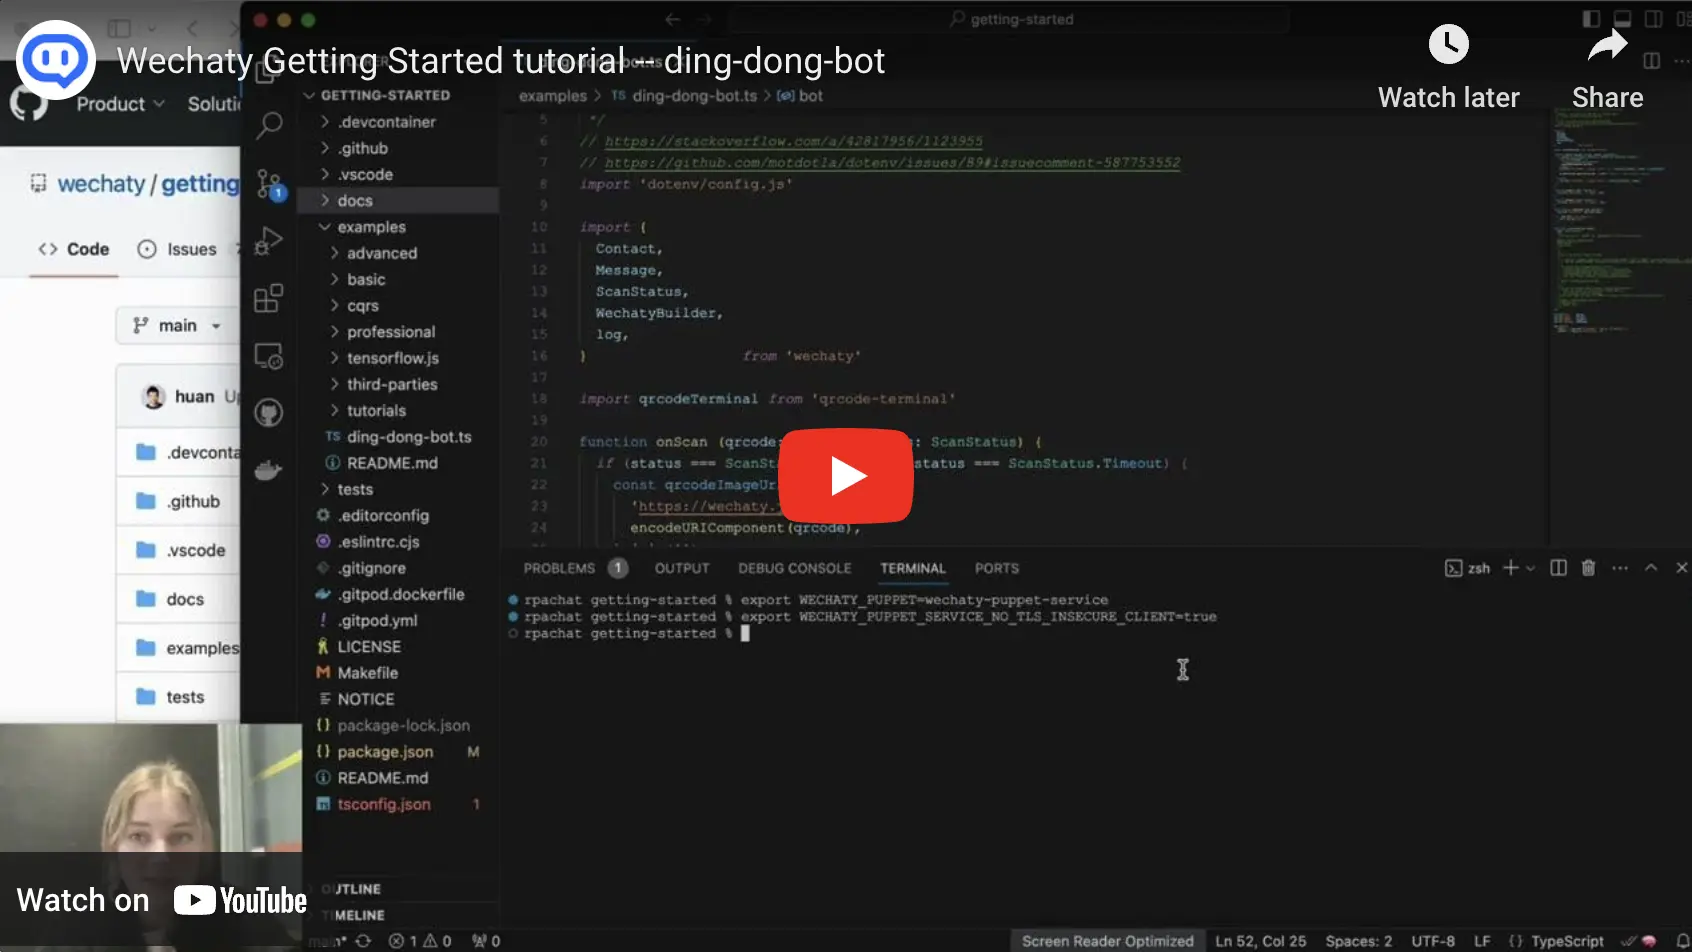 getting-started
Wechaty Getting Started tutorial -- ding-dong-bot
Watch later
Share
Product
wechaty / getting
Code
Issues
main
huan
.devconta
.github
.vscode
docs
examples
tests
GETTING-STARTED
.devcontainer
.github
.vscode
docs
examples
advanced
basic
cqrs
professional
tensorflow.js
third-parties
tutorials
TS ding-dong-bot.ts
README.md
tests
.editorconfig
.eslintrc.cjs
.gitignore
.gitpod.dockerfile
! .gitpod.yml
LICENSE
M Makefile
NOTICE
{} package-lock.json
{} package.json M
README.md
tsconfig.json 1
OUTLINE
TIMELINE
1
examples > TS ding-dong-bot.ts > bot
5 */
6 // https://stackoverflow.com/a/42817956/1123955
7 // https://github.com/motdotla/dotenv/issues/89#issuecomment-587753552
8 import 'dotenv/config.js'
9
10 import {
11 Contact,
12 Message,
13 ScanStatus,
14 WechatyBuilder,
15 log,
16 } from 'wechaty'
17
18 import qrcodeTerminal from 'qrcode-terminal'
19
20 function onScan (qrcode: : ScanStatus) {
21 if (status === ScanSta status === ScanStatus.Timeout) {
22 const qrcodeImageUr
23 'https://wechaty.
24 encodeURIComponent(qrcode),
PROBLEMS 1 OUTPUT DEBUG CONSOLE TERMINAL PORTS
zsh
rpachat getting-started % export WECHATY_PUPPET=wechaty-puppet-service
rpachat getting-started % export WECHATY_PUPPET_SERVICE_NO_TLS_INSECURE_CLIENT=true
rpachat getting-started %
Watch on YouTube
main* 1 0 0
Screen Reader Optimized Ln 52, Col 25 Spaces: 2 UTF-8 LF {} TypeScript